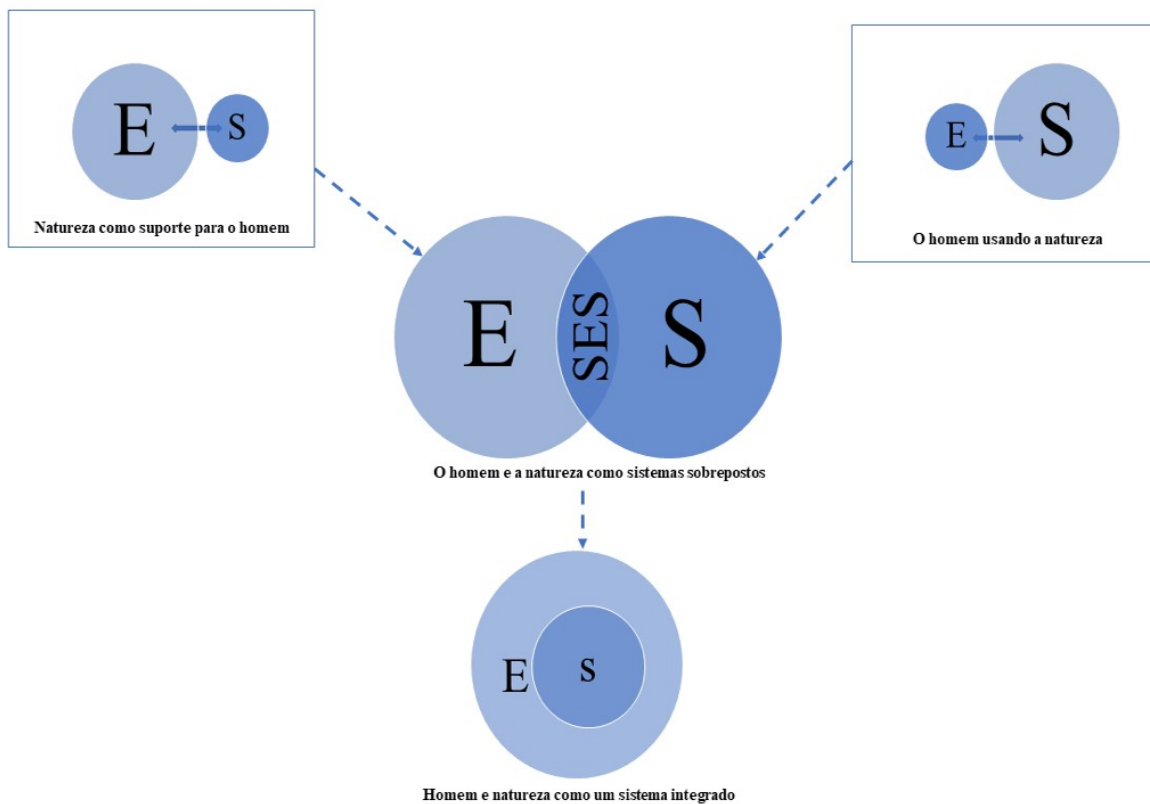 E
S
Natureza como suporte para o homem
E
S
O homem usando a natureza
E
SES
S
O homem e a natureza como sistemas sobrepostos
E
s
Homem e natureza como um sistema integrado